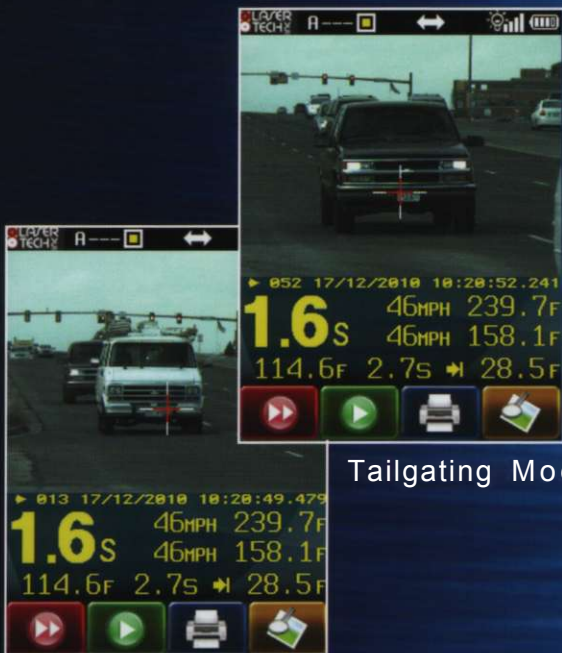 LASER
TECH INC
A---
052 17/12/2010 10:20:52.241
1.6s 46MPH 239.7F
46MPH 158.1F
114.6F 2.7s 28.5F
Tailgating
LASER
TECH INC
A---
013 17/12/2010 10:20:49.479
1.6s 46MPH 239.7F
46MPH 158.1F
114.6F 2.7s 28.5F